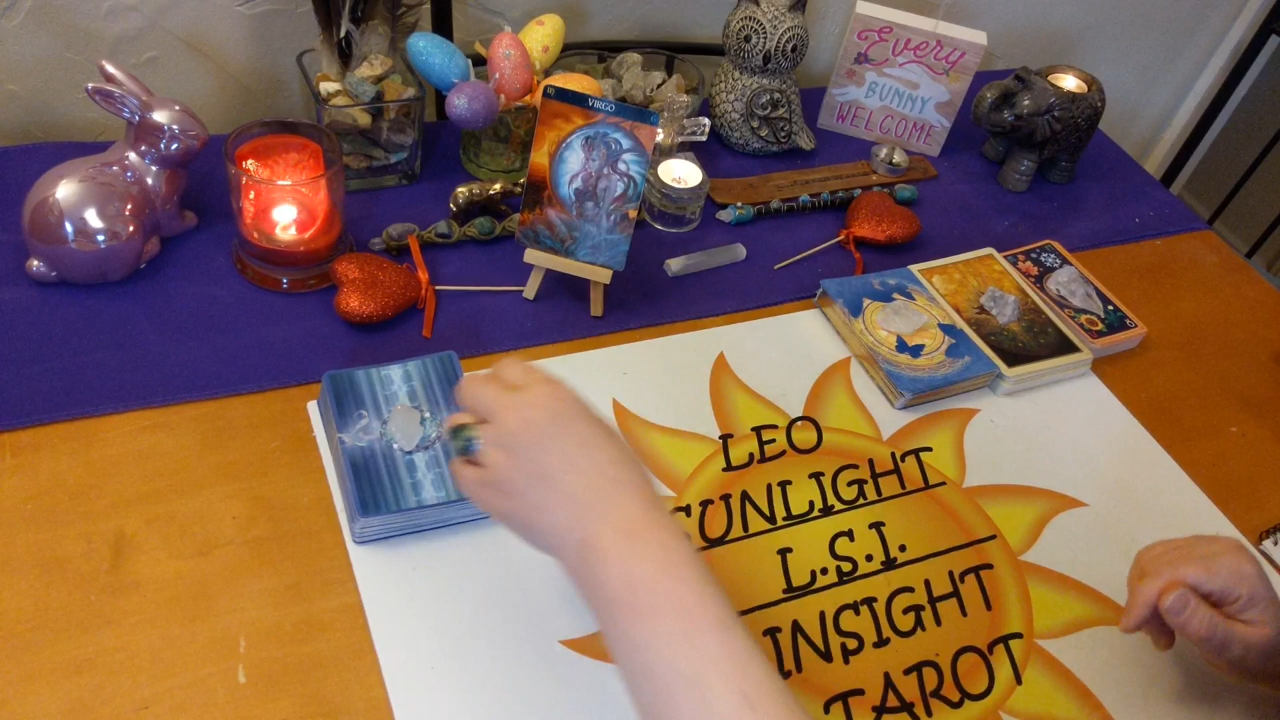 VIRGO
Every
BUNNY
WELCOME
LEO
SUNLIGHT
L.S.I.
INSIGHT
TAROT